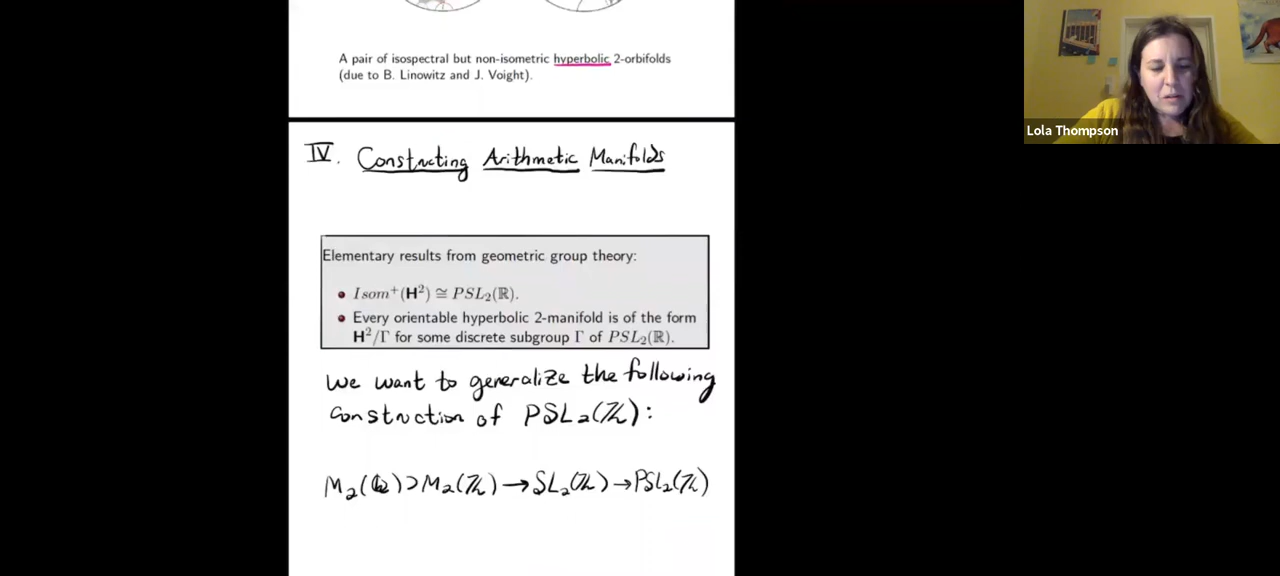 A pair of isospectral but non-isometric hyperbolic 2-orbifolds
(due to B. Linowitz and J. Voight).
Lola Thompson
IV. Constructing Arithmetic Manifolds
Elementary results from geometric group theory:
• Isom⁺(H²) ≅ PSL₂(ℝ).
• Every orientable hyperbolic 2-manifold is of the form
H²/Γ for some discrete subgroup Γ of PSL₂(ℝ).
We want to generalize the following
construction of PSL₂(ℤ):
M₂(ℚ) ⊃ M₂(ℤ) → SL₂(ℤ) → PSL₂(ℤ)